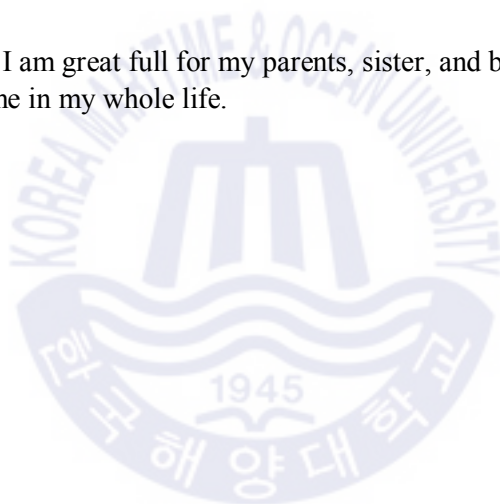 I am great full for my parents, sister, and b
ne in my whole life.
KOREA MARITIME & OCEAN UNIVERSITY
1945
한국해양대학교